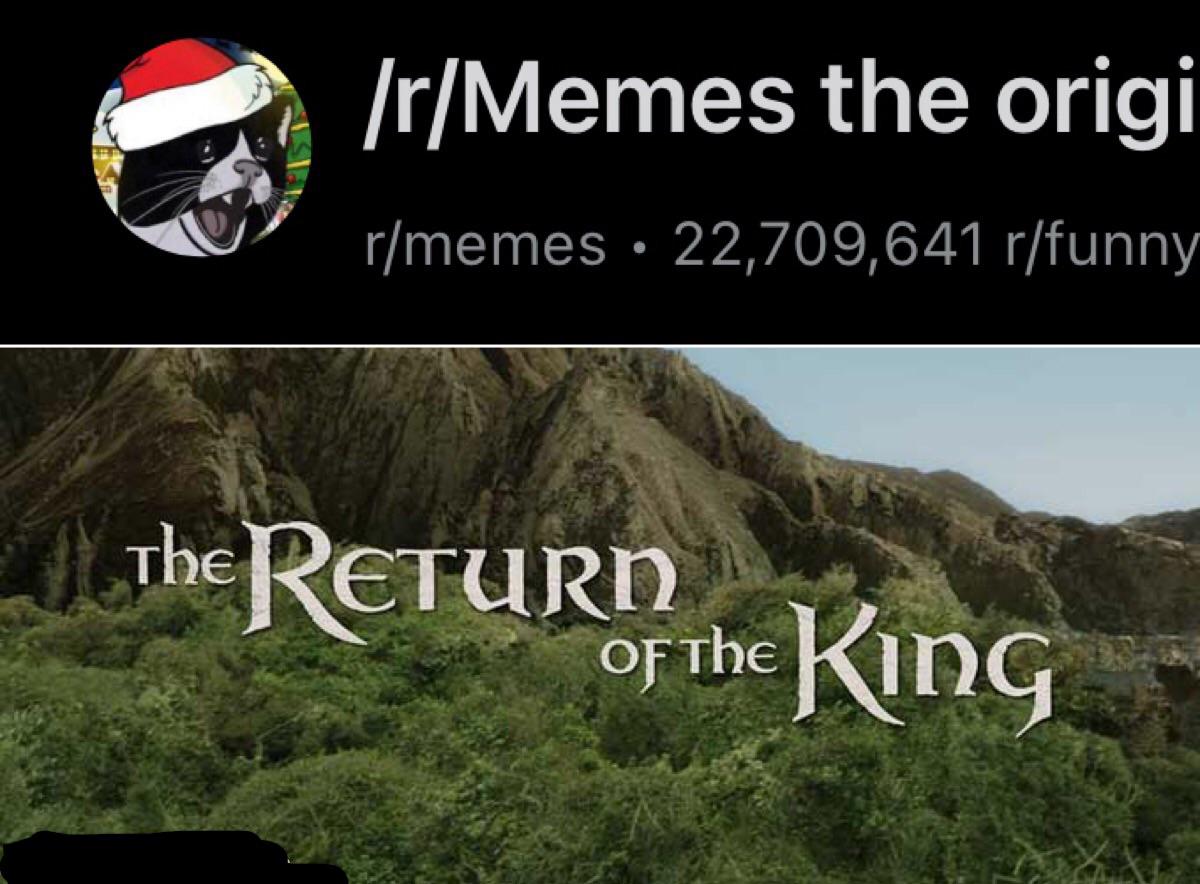 /r/Memes the origi
r/memes • 22,709,641 r/funny
The Return
of the King